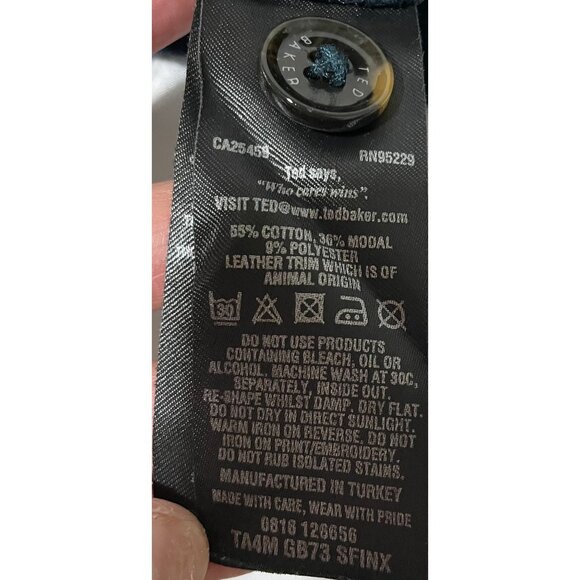 TED BAKER
CA25459 RN95229
Ted says,
"Who cares wins",
VISIT TED@www.tedbaker.com
55% COTTON, 36% MODAL
9% POLYESTER
LEATHER TRIM WHICH IS OF
ANIMAL ORIGIN
30
DO NOT USE PRODUCTS
CONTAINING BLEACH, OIL OR
ALCOHOL. MACHINE WASH AT 30C,
SEPARATELY, INSIDE OUT.
RE-SHAPE WHILST DAMP. DRY FLAT.
DO NOT DRY IN DIRECT SUNLIGHT.
WARM IRON ON REVERSE. DO NOT
IRON ON PRINT/EMBROIDERY.
DO NOT RUB ISOLATED STAINS.
MANUFACTURED IN TURKEY
MADE WITH CARE, WEAR WITH PRIDE
0816 126656
TA4M GB73 SFINX